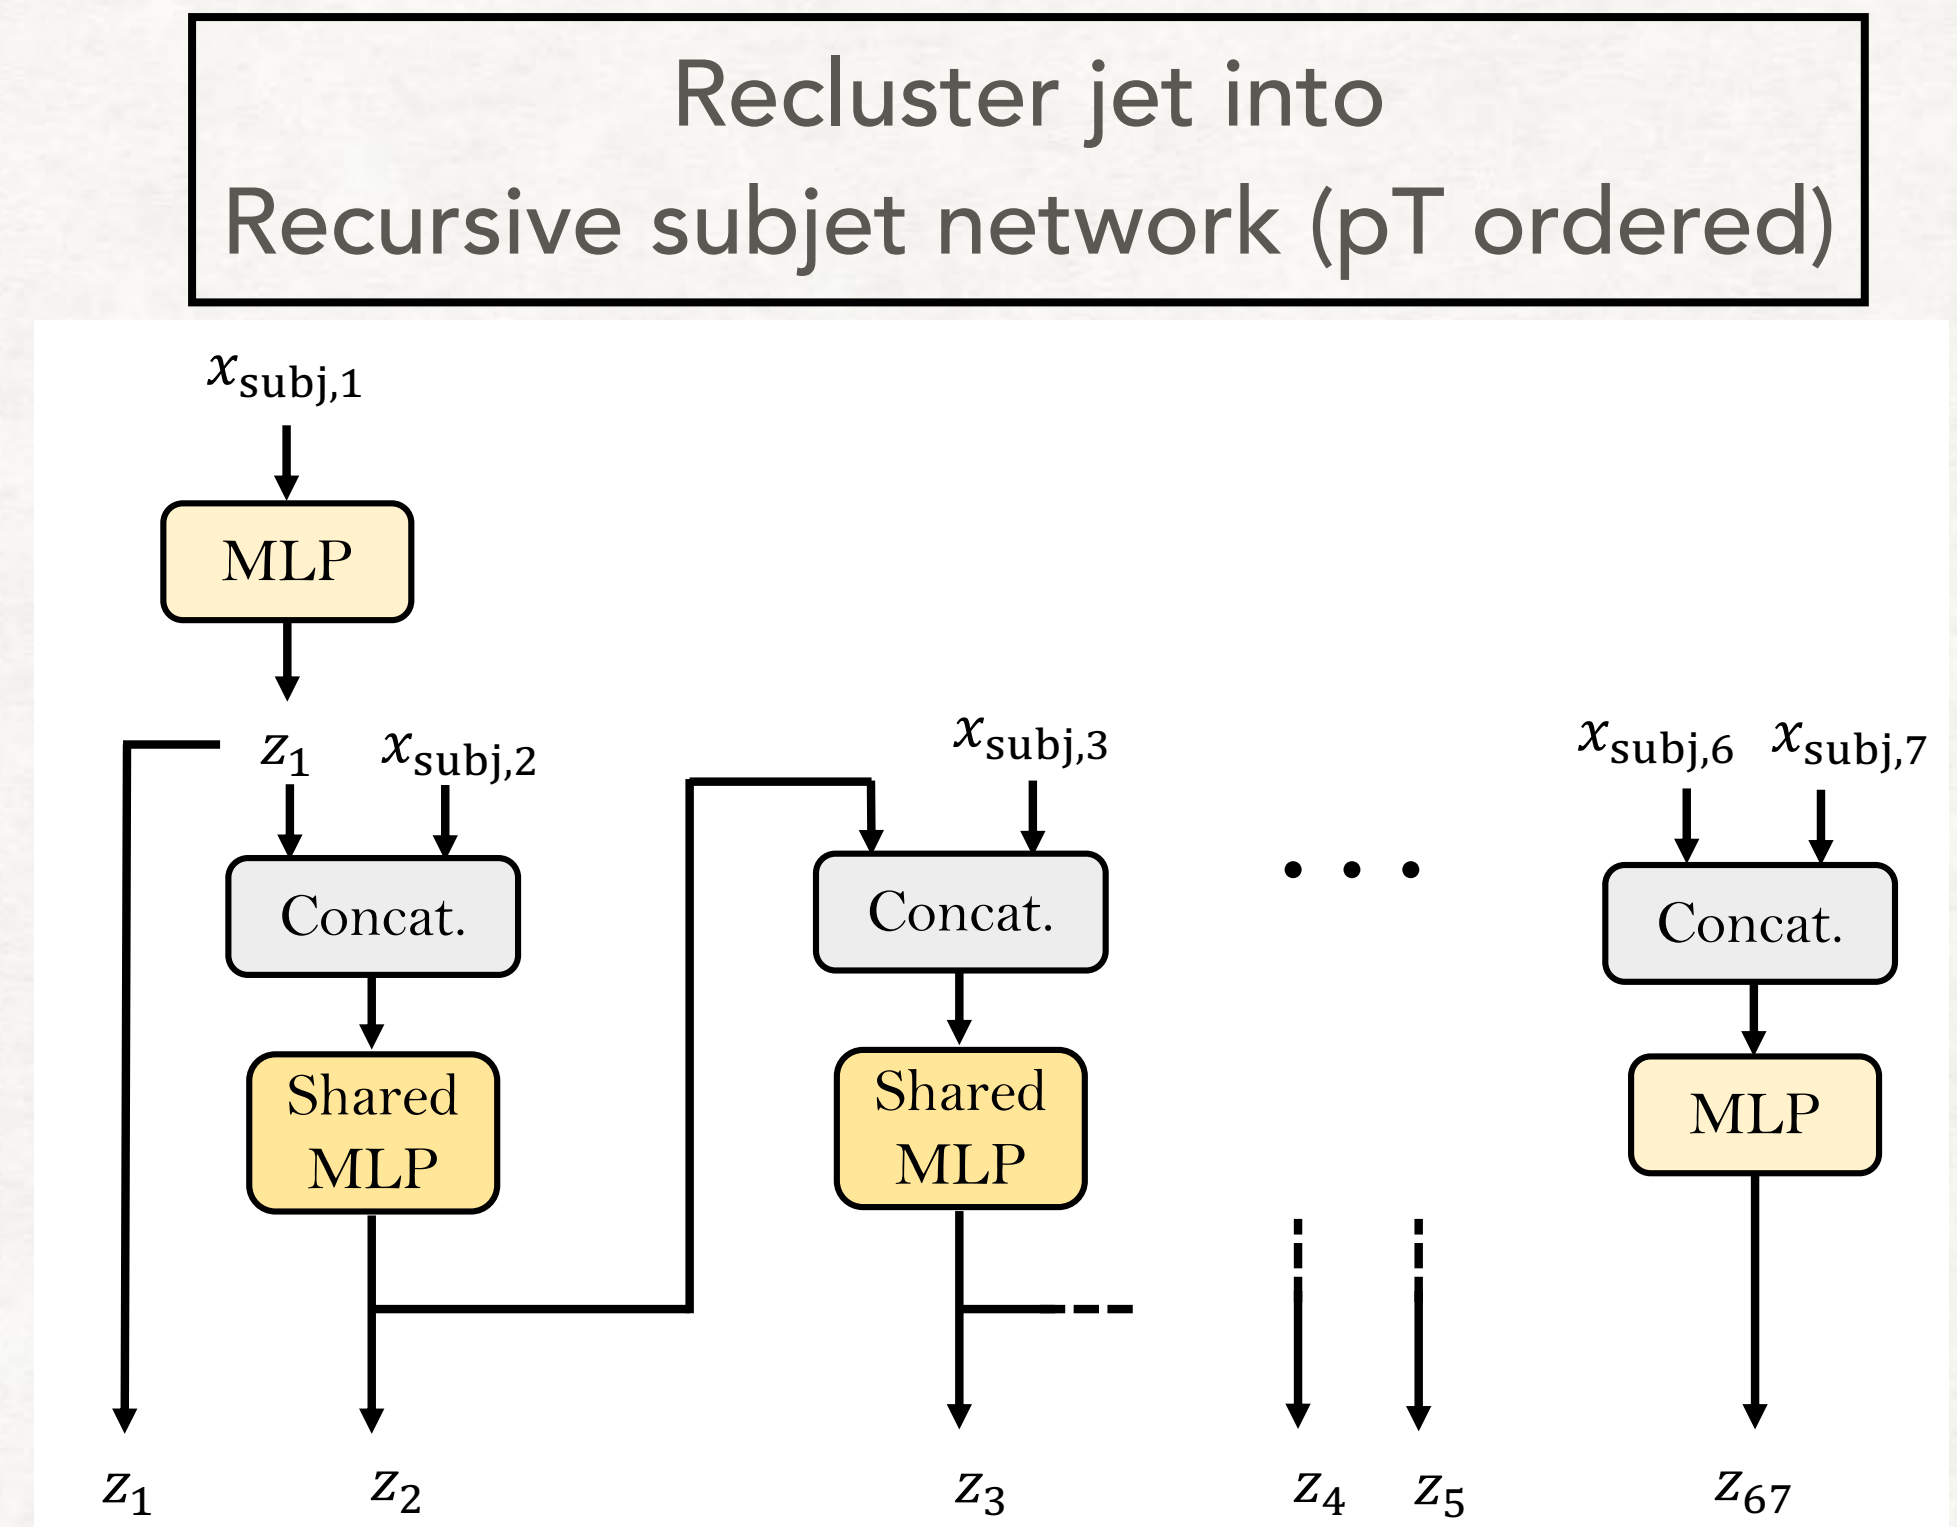 Recluster jet into
Recursive subjet network (pT ordered)
x_subj,1
MLP
z_1
x_subj,2
x_subj,3
x_subj,6
x_subj,7
Concat.
Concat.
Concat.
Shared
MLP
Shared
MLP
MLP
z_1
z_2
z_3
z_4
z_5
z_67